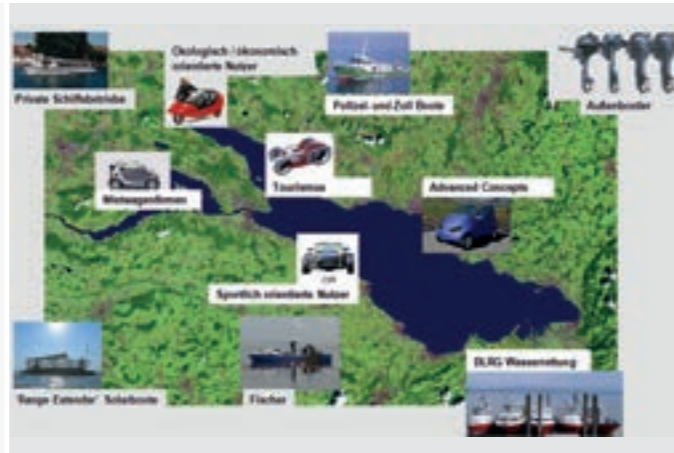 Ökologisch / ökonomisch
orientierte Nutzer
Private Schiffsbetriebe
Polizei- und Zoll Boote
Außenborder
Mietwagenfirmen
Tourismus
Advanced Concepts
Sportlich orientierte Nutzer
'Range Extender' Solarboote
Fischer
DLRG Wasserrettung